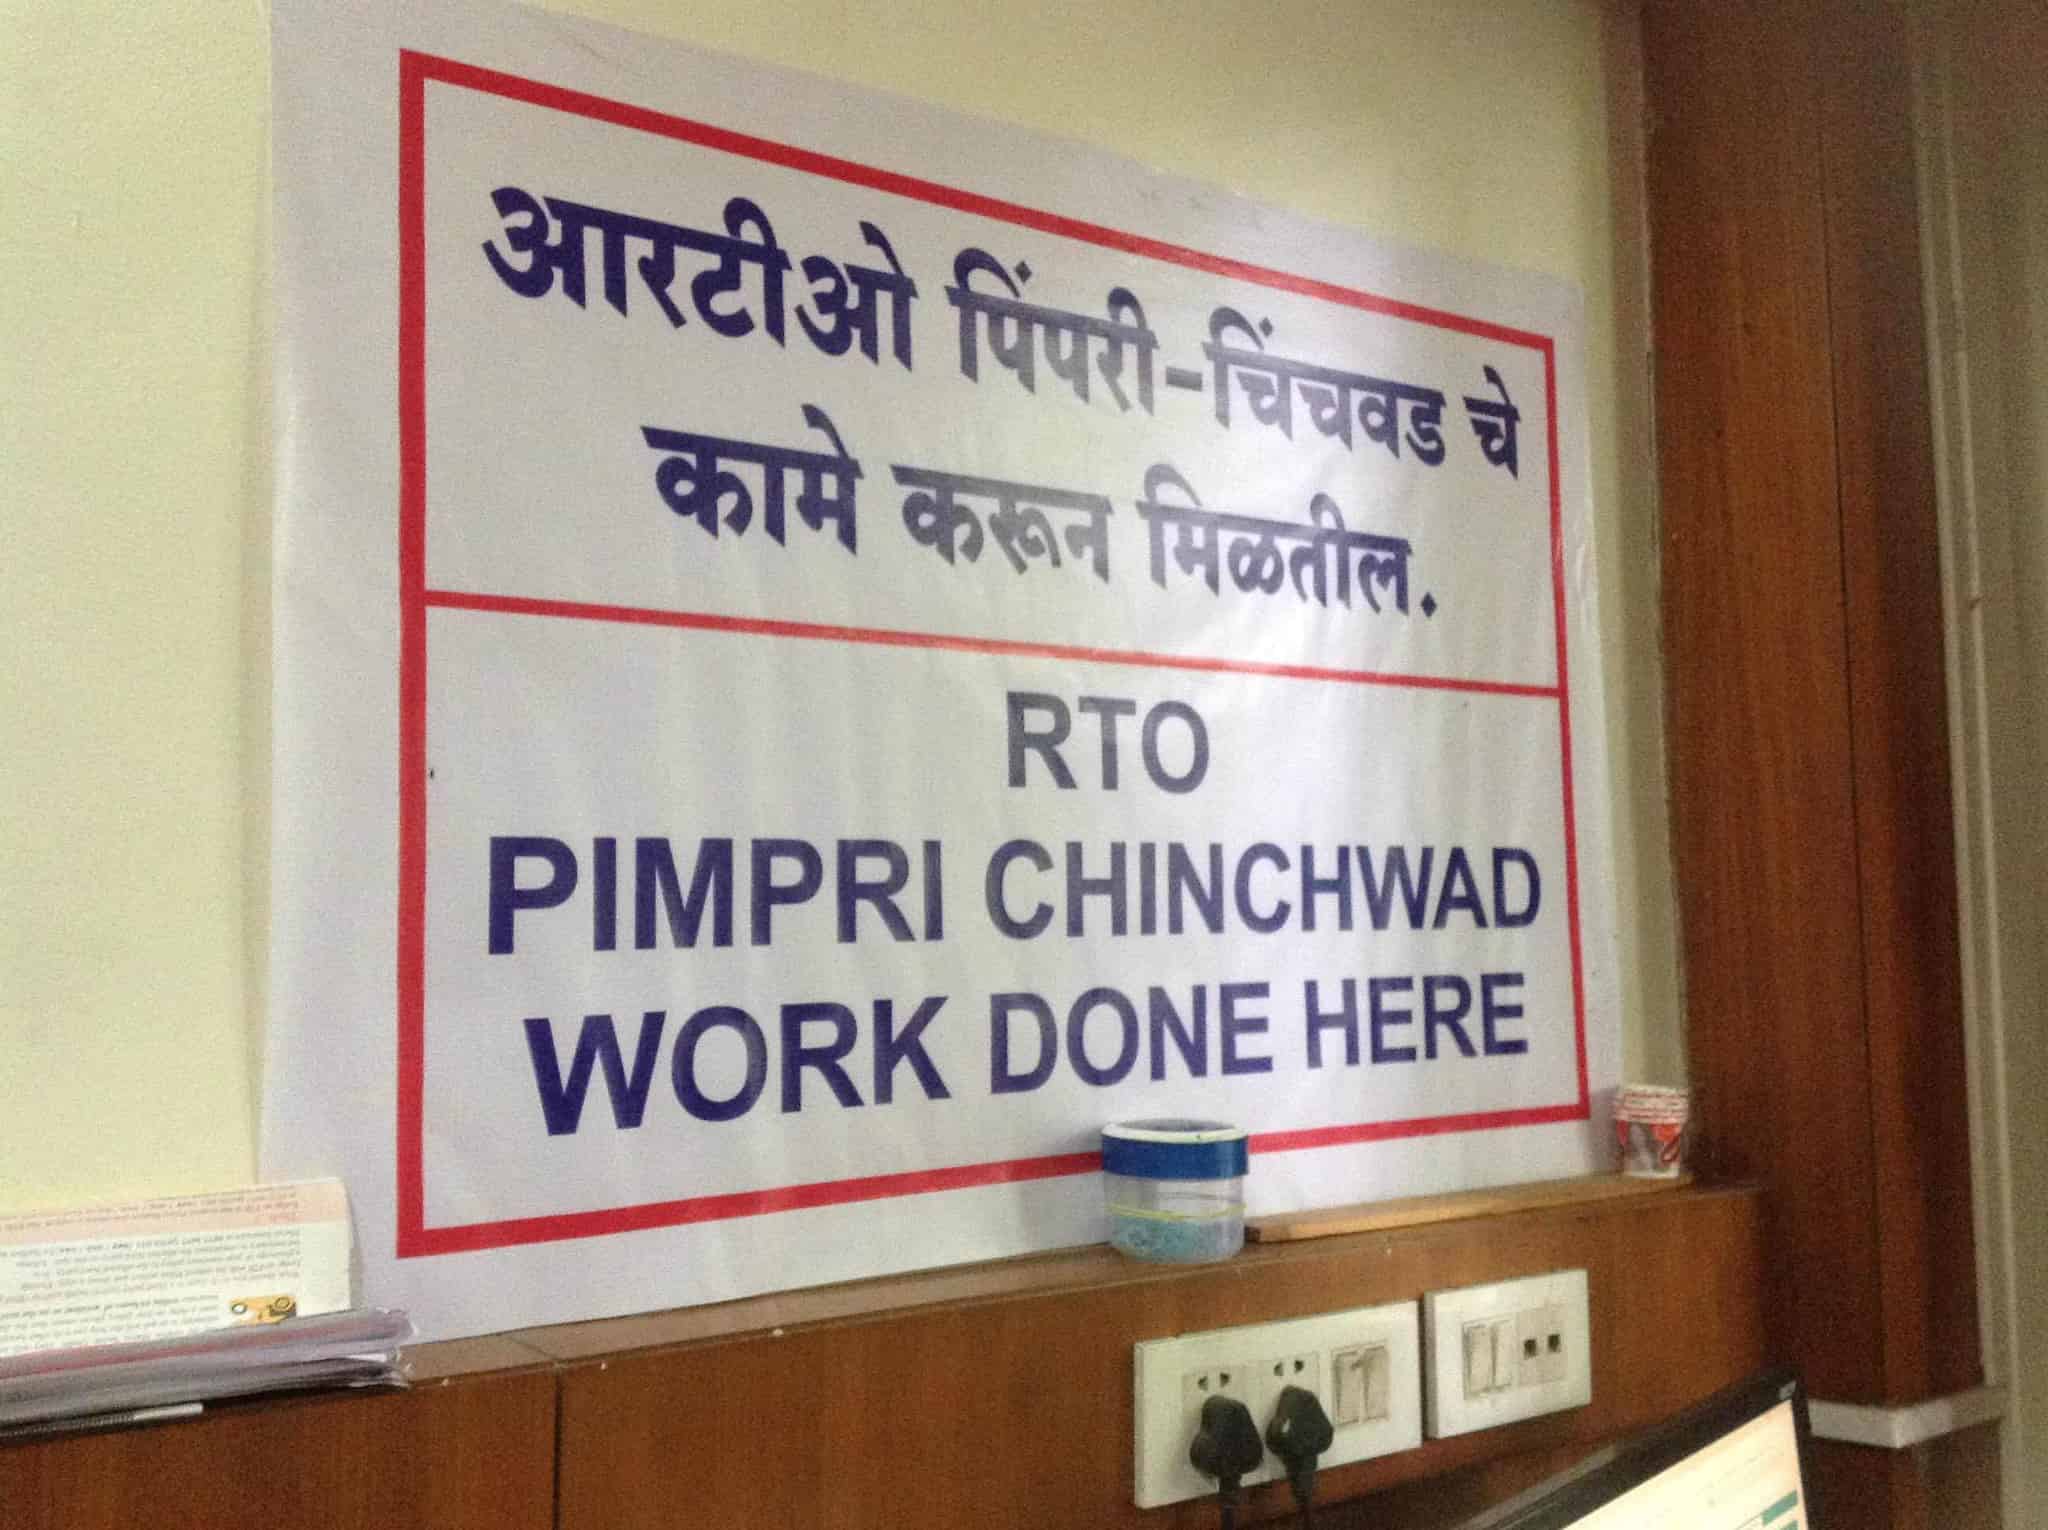 आरटीओ पिंपरी-चिंचवड चे
कामे करून मिळतील.
RTO
PIMPRI CHINCHWAD
WORK DONE HERE